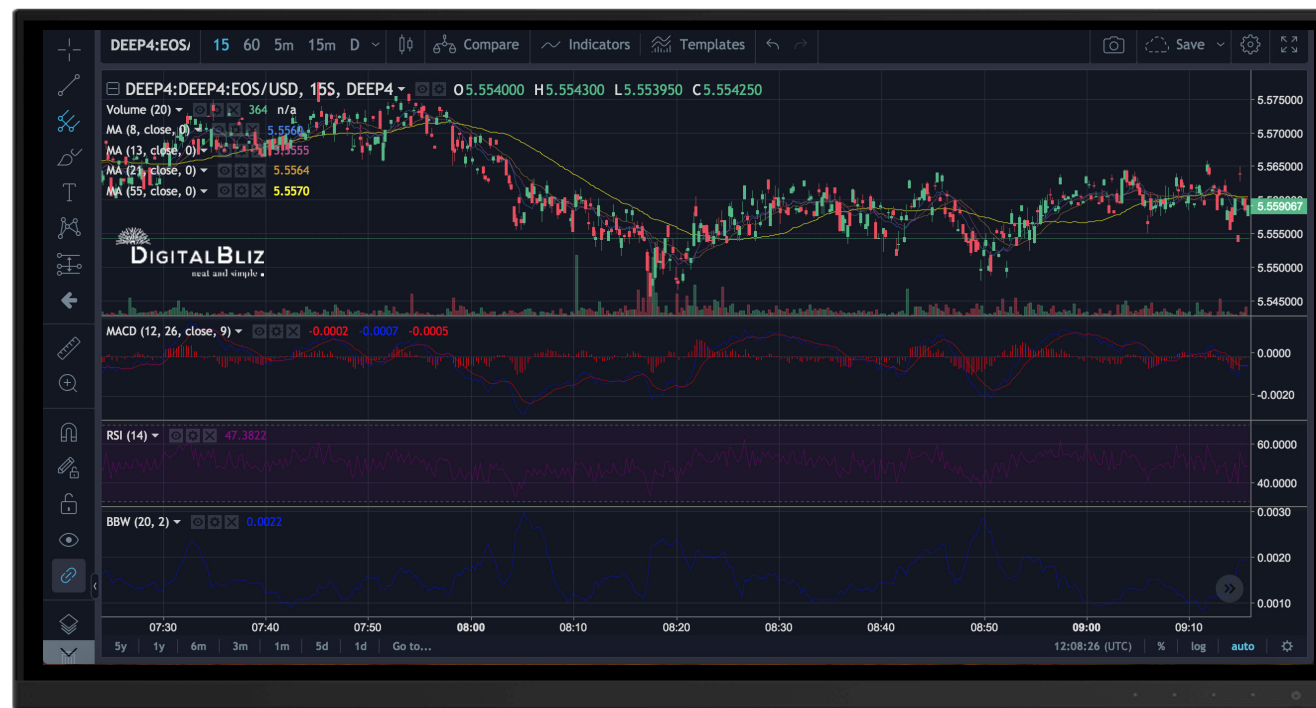 DEEP4:EOS/ 15 60 5m 15m D Compare Indicators Templates Save
DEEP4:DEEP4:EOS/USD, 15S, DEEP4 O5.554000 H5.554300 L5.553950 C5.554250
Volume (20) 364 n/a
MA (8, close, 0) 5.5560
MA (13, close, 0) 5.5555
MA (21, close, 0) 5.5564
MA (55, close, 0) 5.5570
DIGITALBLIZ
neat and simple
5.575000
5.570000
5.565000
5.559067
5.555000
5.550000
5.545000
MACD (12, 26, close, 9) -0.0002 -0.0007 -0.0005
0.0000
-0.0020
RSI (14) 47.3822
60.0000
40.0000
BBW (20, 2) 0.0022
0.0030
0.0020
0.0010
07:30 07:40 07:50 08:00 08:10 08:20 08:30 08:40 08:50 09:00 09:10
5y 1y 6m 3m 1m 5d 1d Go to... 12:08:26 (UTC) % log auto